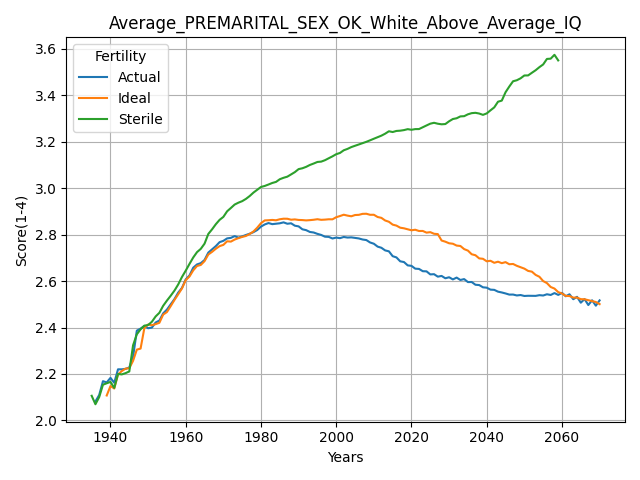 Average_PREMARITAL_SEX_OK_White_Above_Average_IQ
Score(1-4)
3.6
3.4
3.2
3.0
2.8
2.6
2.4
2.2
2.0
Fertility
Actual
Ideal
Sterile
1940 1960 1980 2000 2020 2040 2060
Years